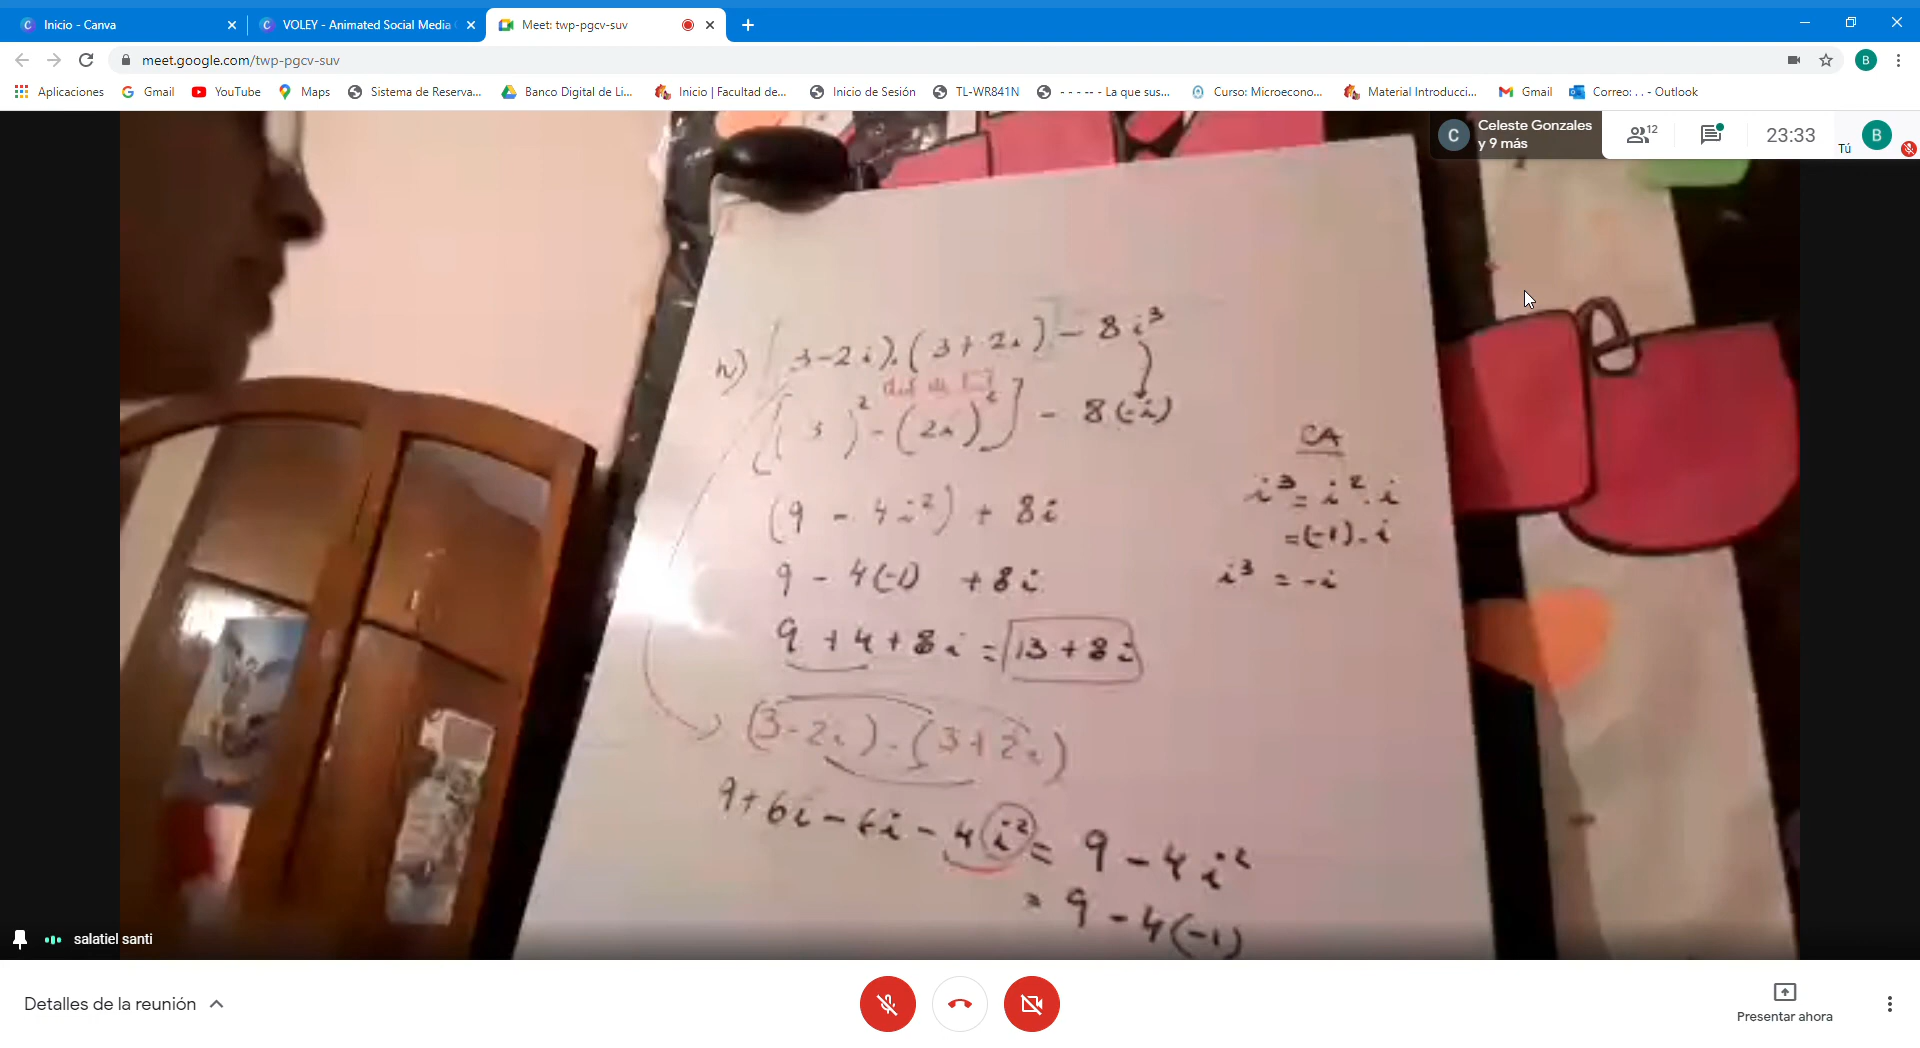 Inicio - Canva
VOLEY - Animated Social Media
Meet: twp-pgcv-suv
meet.google.com/twp-pgcv-suv
B
Aplicaciones Gmail YouTube Maps Sistema de Reserva... Banco Digital de Li... Inicio | Facultad de... Inicio de Sesión TL-WR841N - - - -- - La que sus... Curso: Microecono... Material Introducci... Gmail Correo: . . - Outlook
C Celeste Gonzales
y 9 más
12
23:33
Tú B
h) (3-2i).(3+2i) - 8i³
dif de □
[(3)² - (2i)²] - 8(-i)
(9 - 4i²) + 8i
9 - 4(-1) + 8i
9 + 4 + 8i = 13 + 8i
CA
i³ = i². i
= (-1). i
i³ = -i
(3-2i).(3+2i)
9+6i-6i-4i² = 9 - 4i²
= 9 - 4(-1)
salatiel santi
Detalles de la reunión
Presentar ahora